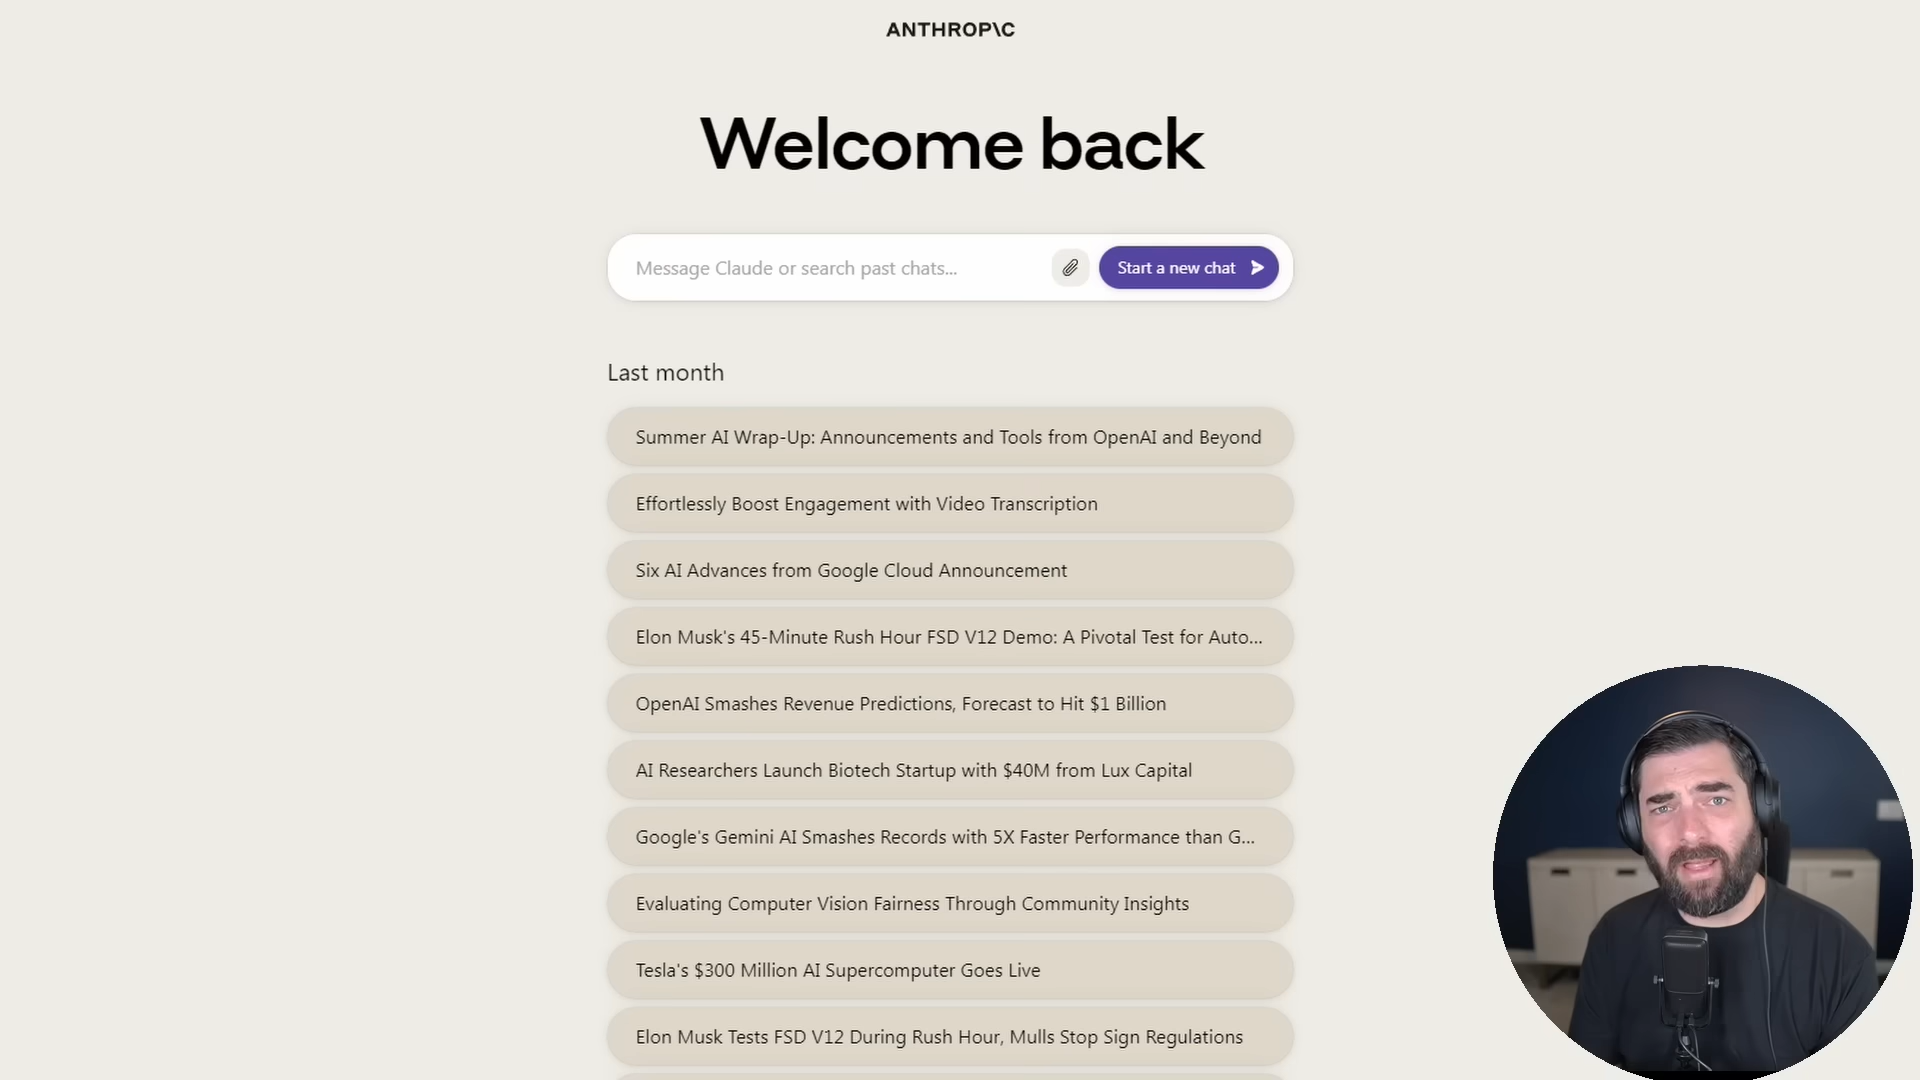 ANTHROP\C
Welcome back
Message Claude or search past chats...
Start a new chat
Last month
Summer AI Wrap-Up: Announcements and Tools from OpenAI and Beyond
Effortlessly Boost Engagement with Video Transcription
Six AI Advances from Google Cloud Announcement
Elon Musk's 45-Minute Rush Hour FSD V12 Demo: A Pivotal Test for Auto...
OpenAI Smashes Revenue Predictions, Forecast to Hit $1 Billion
AI Researchers Launch Biotech Startup with $40M from Lux Capital
Google's Gemini AI Smashes Records with 5X Faster Performance than G...
Evaluating Computer Vision Fairness Through Community Insights
Tesla's $300 Million AI Supercomputer Goes Live
Elon Musk Tests FSD V12 During Rush Hour, Mulls Stop Sign Regulations